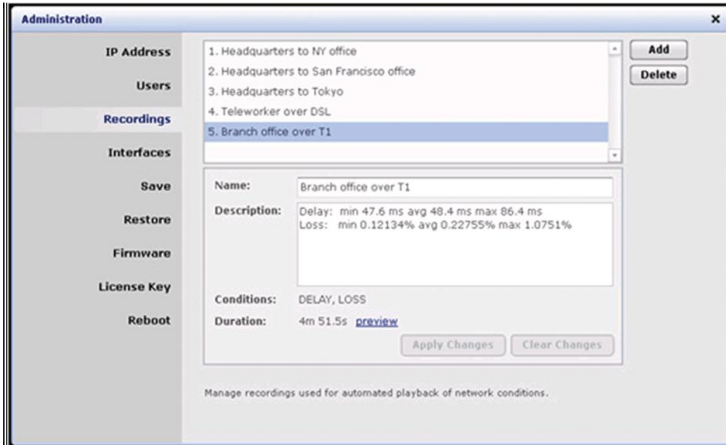 Administration
x
IP Address
Users
Recordings
Interfaces
Save
Restore
Firmware
License Key
Reboot
1. Headquarters to NY office
2. Headquarters to San Francisco office
3. Headquarters to Tokyo
4. Teleworker over DSL
5. Branch office over T1
Add
Delete
Name: Branch office over T1
Description: Delay: min 47.6 ms avg 48.4 ms max 86.4 ms
Loss: min 0.12134% avg 0.22755% max 1.0751%
Conditions: DELAY, LOSS
Duration: 4m 51.5s preview
Apply Changes Clear Changes
Manage recordings used for automated playback of network conditions.